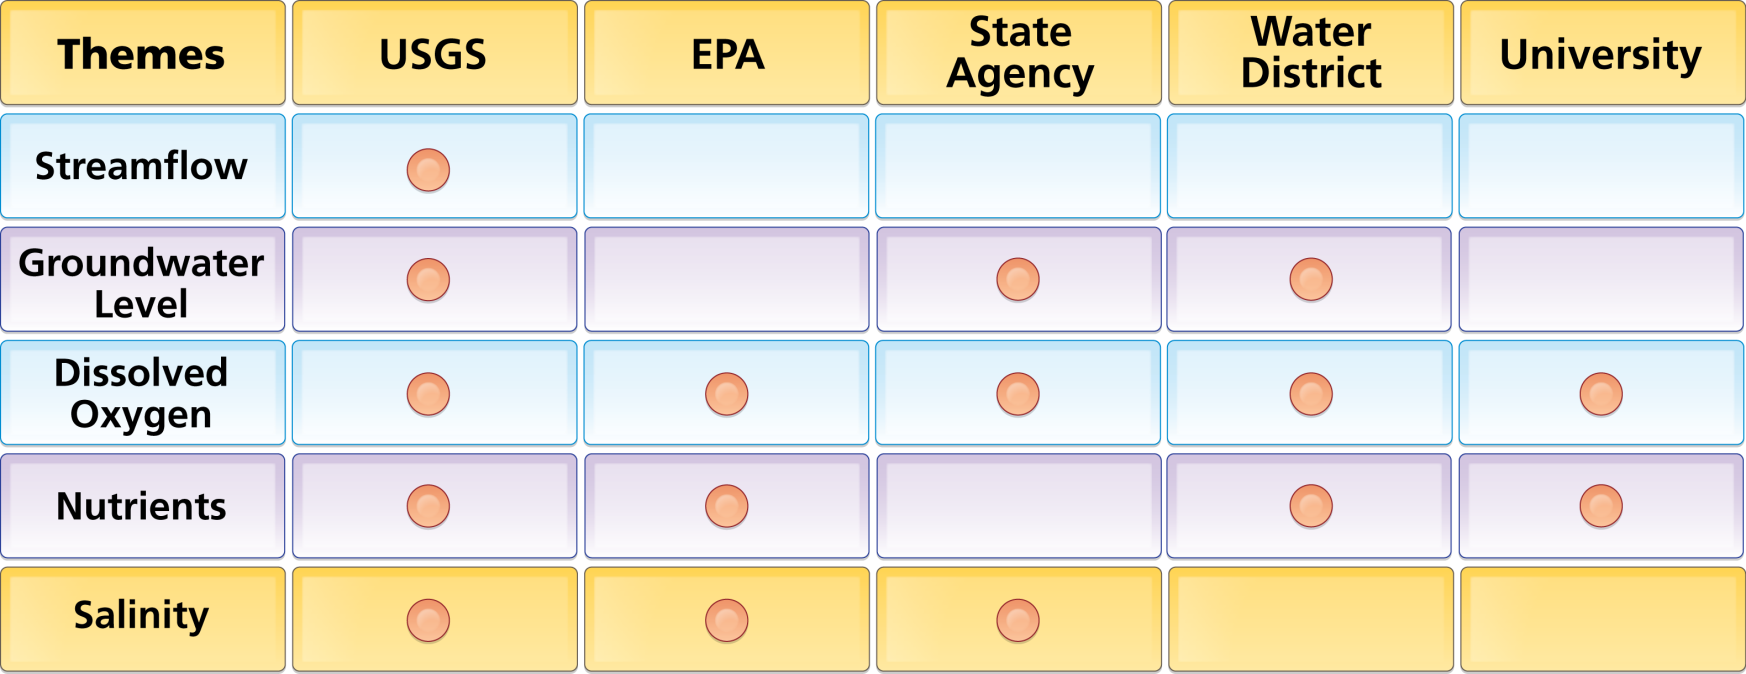 Themes
USGS
EPA
State
Agency
Water
District
University
Streamflow
Groundwater
Level
Dissolved
Oxygen
Nutrients
Salinity